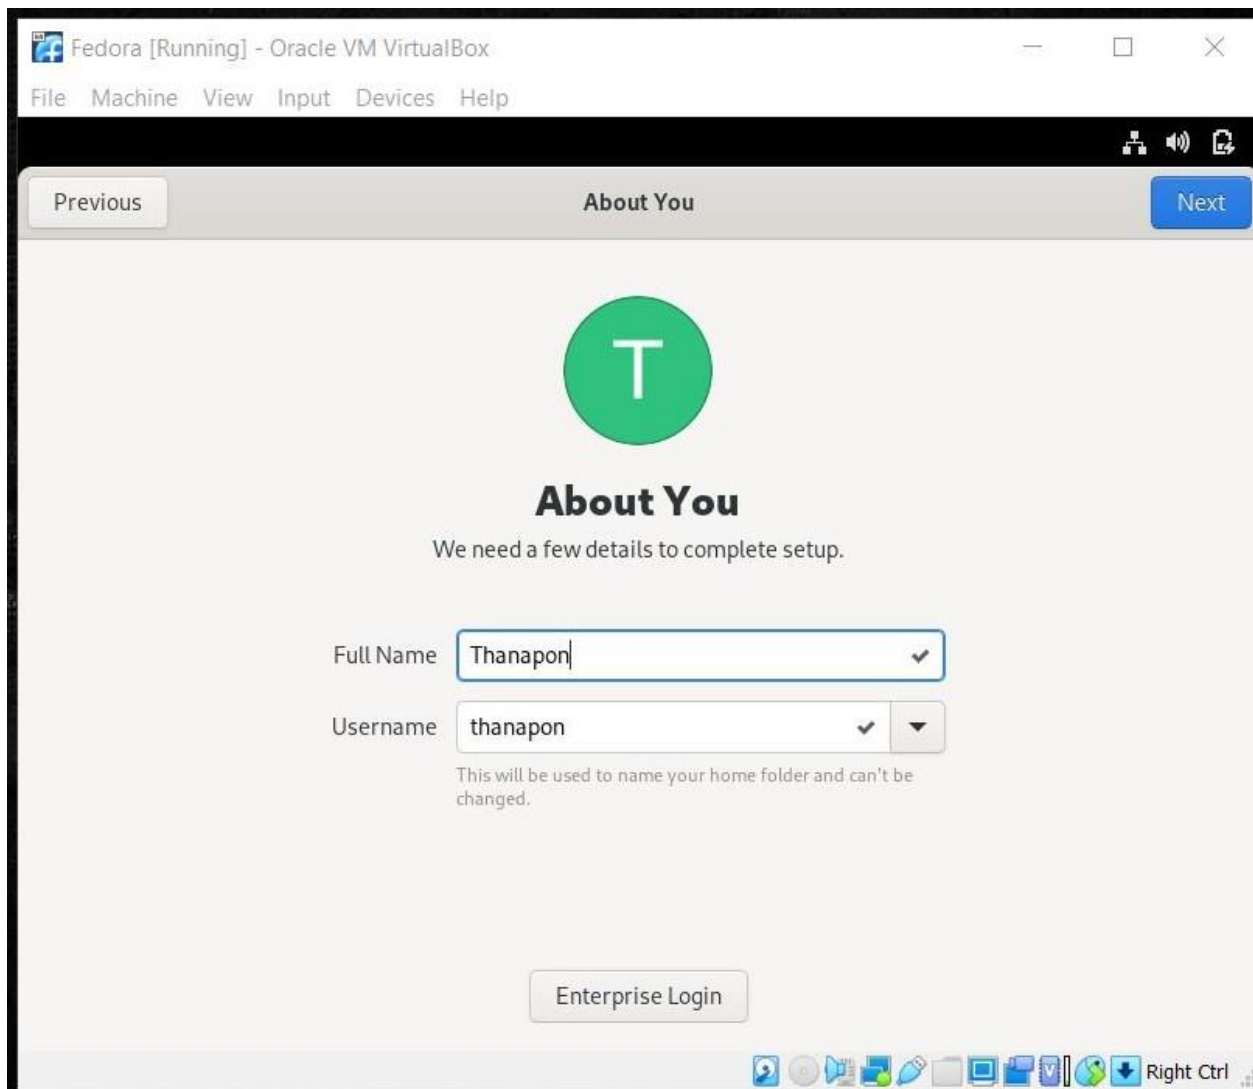 Fedora [Running] - Oracle VM VirtualBox
File Machine View Input Devices Help
Previous About You Next
T
About You
We need a few details to complete setup.
Full Name Thanapon
Username thanapon
This will be used to name your home folder and can't be
changed.
Enterprise Login
Right Ctrl